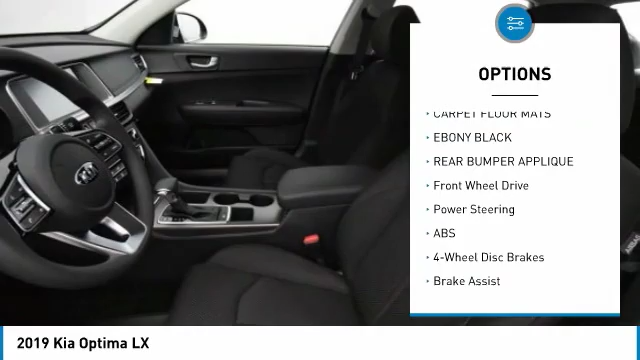 OPTIONS
• CARPET FLOOR MATS
• EBONY BLACK
• REAR BUMPER APPLIQUE
• Front Wheel Drive
• Power Steering
• ABS
• 4-Wheel Disc Brakes
• Brake Assist
KIA
2019 Kia Optima LX